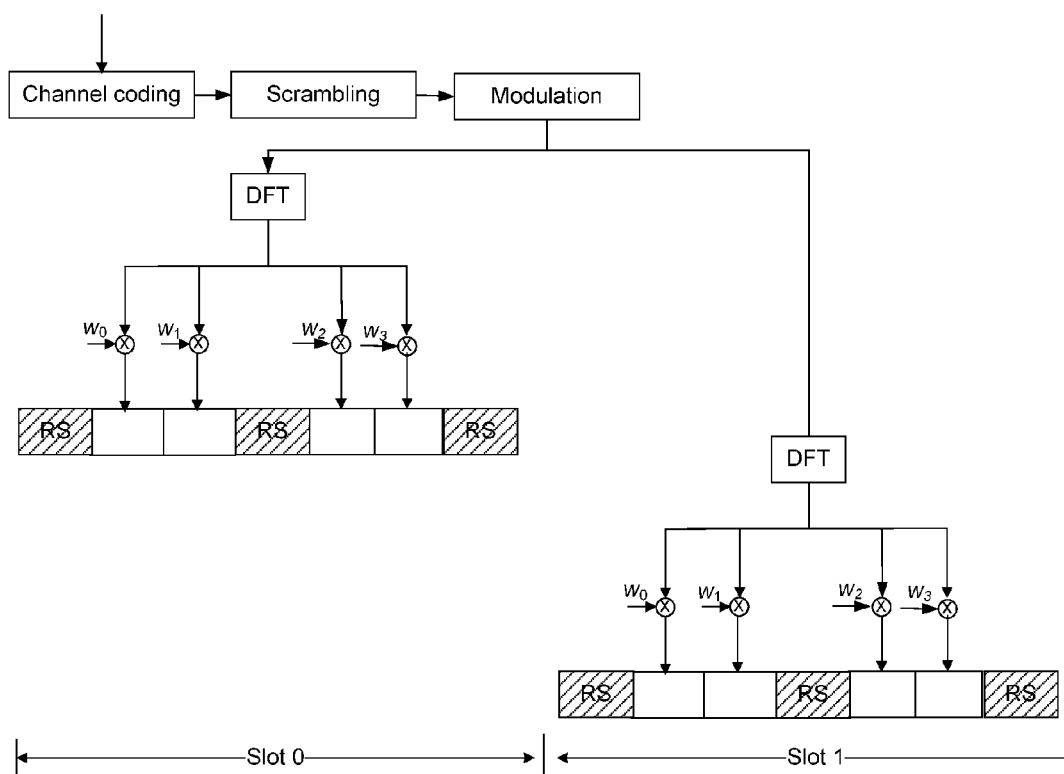 Channel coding
Scrambling
Modulation
DFT
w0
w1
w2
w3
X
X
X
X
RS
RS
RS
DFT
w0
w1
w2
w3
X
X
X
X
RS
RS
RS
Slot 0
Slot 1